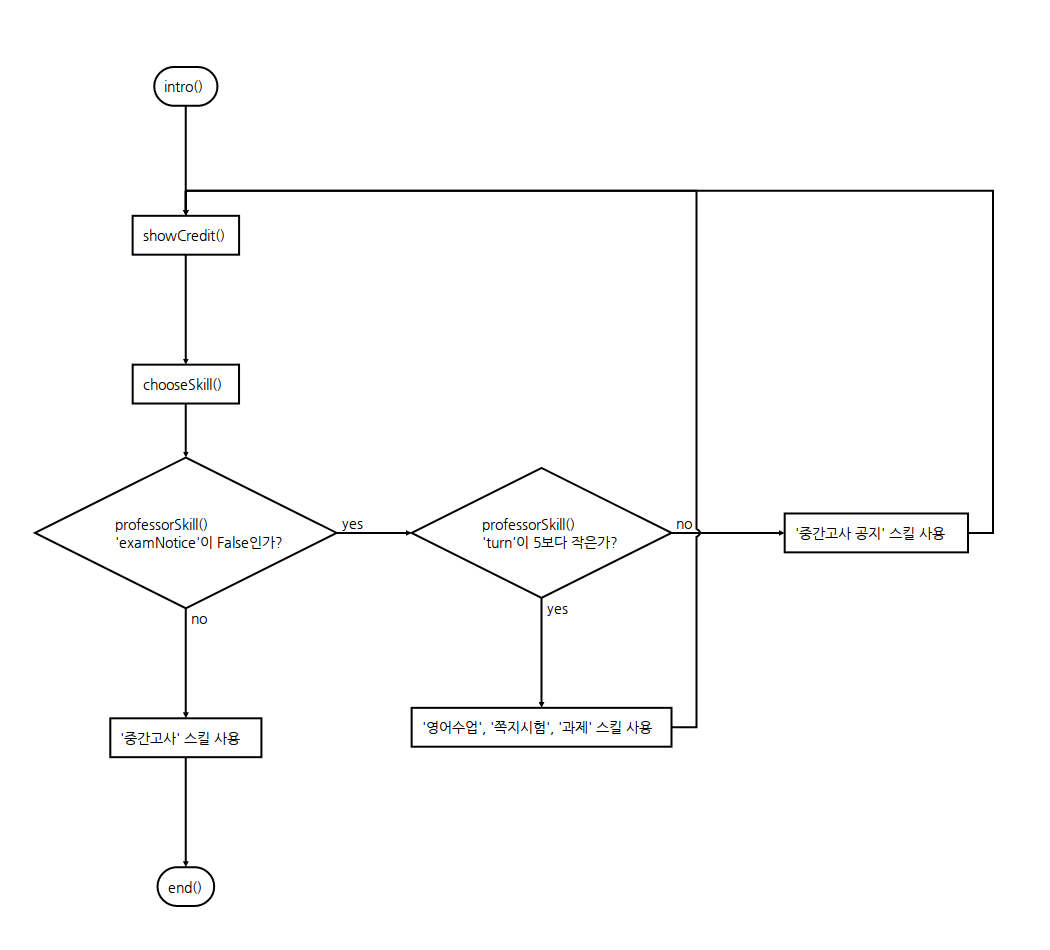 intro()
showCredit()
chooseSkill()
professorSkill()
'examNotice'이 False인가?
yes
professorSkill()
'turn'이 5보다 작은가?
no
'중간고사 공지' 스킬 사용
yes
no
'영어수업', '쪽지시험', '과제' 스킬 사용
'중간고사' 스킬 사용
end()